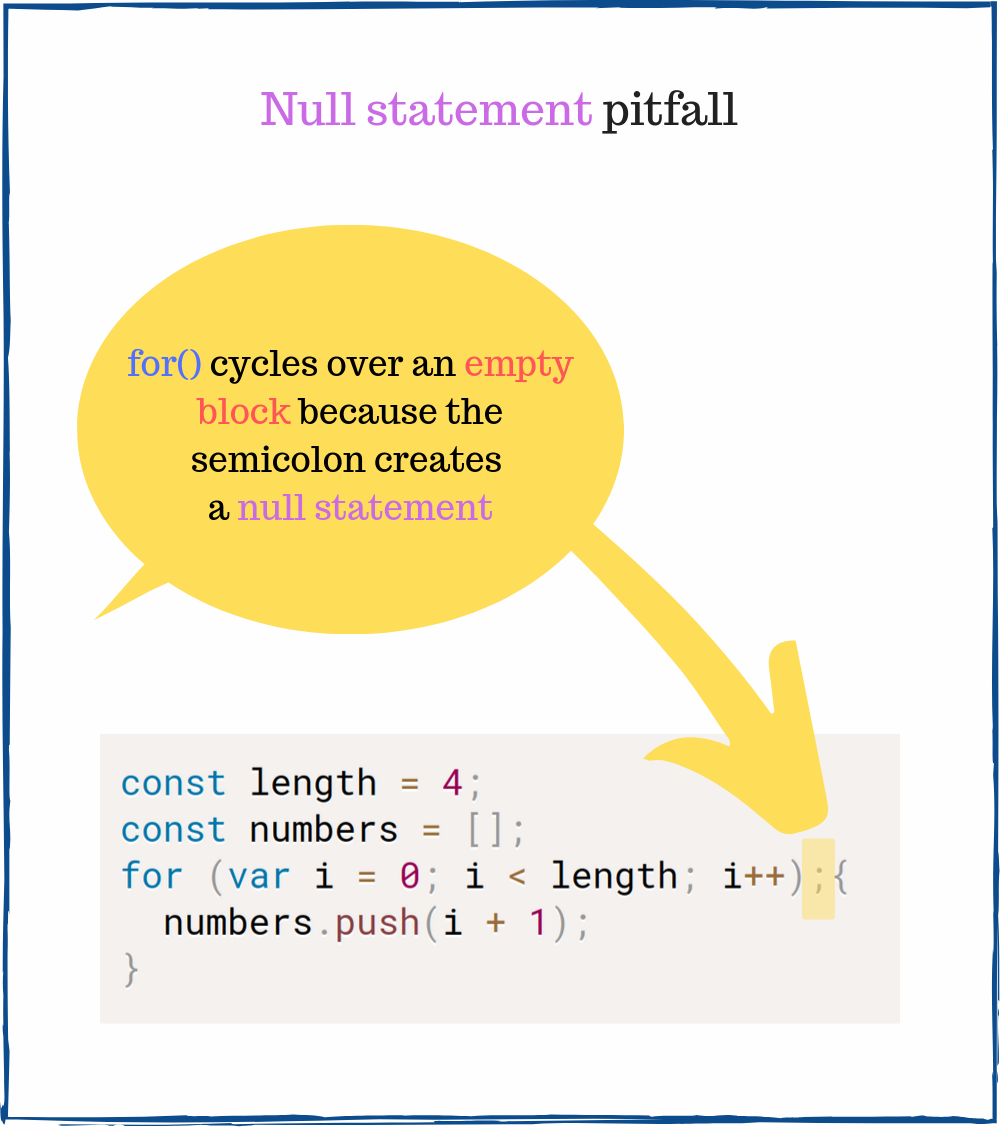 Null statement pitfall
for() cycles over an empty
block because the
semicolon creates
a null statement
const length = 4;
const numbers = [];
for (var i = 0; i < length; i++);{
  numbers.push(i + 1);
}